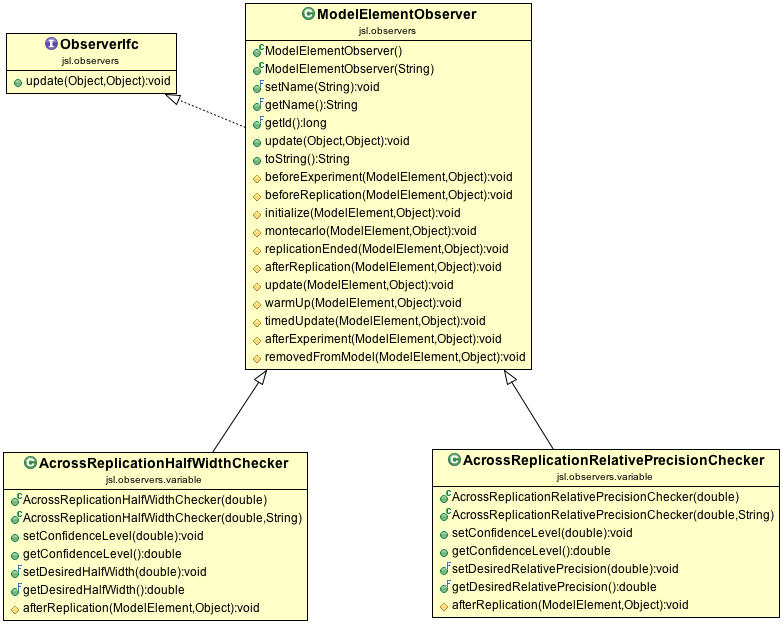 ObserverIfc
jsl.observers
update(Object,Object):void
ModelElementObserver
jsl.observers
ModelElementObserver()
ModelElementObserver(String)
setName(String):void
getName():String
getId():long
update(Object,Object):void
toString():String
beforeExperiment(ModelElement,Object):void
beforeReplication(ModelElement,Object):void
initialize(ModelElement,Object):void
montecarlo(ModelElement,Object):void
replicationEnded(ModelElement,Object):void
afterReplication(ModelElement,Object):void
update(ModelElement,Object):void
warmUp(ModelElement,Object):void
timedUpdate(ModelElement,Object):void
afterExperiment(ModelElement,Object):void
removedFromModel(ModelElement,Object):void
AcrossReplicationHalfWidthChecker
jsl.observers.variable
AcrossReplicationHalfWidthChecker(double)
AcrossReplicationHalfWidthChecker(double,String)
setConfidenceLevel(double):void
getConfidenceLevel():double
setDesiredHalfWidth(double):void
getDesiredHalfWidth():double
afterReplication(ModelElement,Object):void
AcrossReplicationRelativePrecisionChecker
jsl.observers.variable
AcrossReplicationRelativePrecisionChecker(double)
AcrossReplicationRelativePrecisionChecker(double,String)
setConfidenceLevel(double):void
getConfidenceLevel():double
setDesiredRelativePrecision(double):void
getDesiredRelativePrecision():double
afterReplication(ModelElement,Object):void